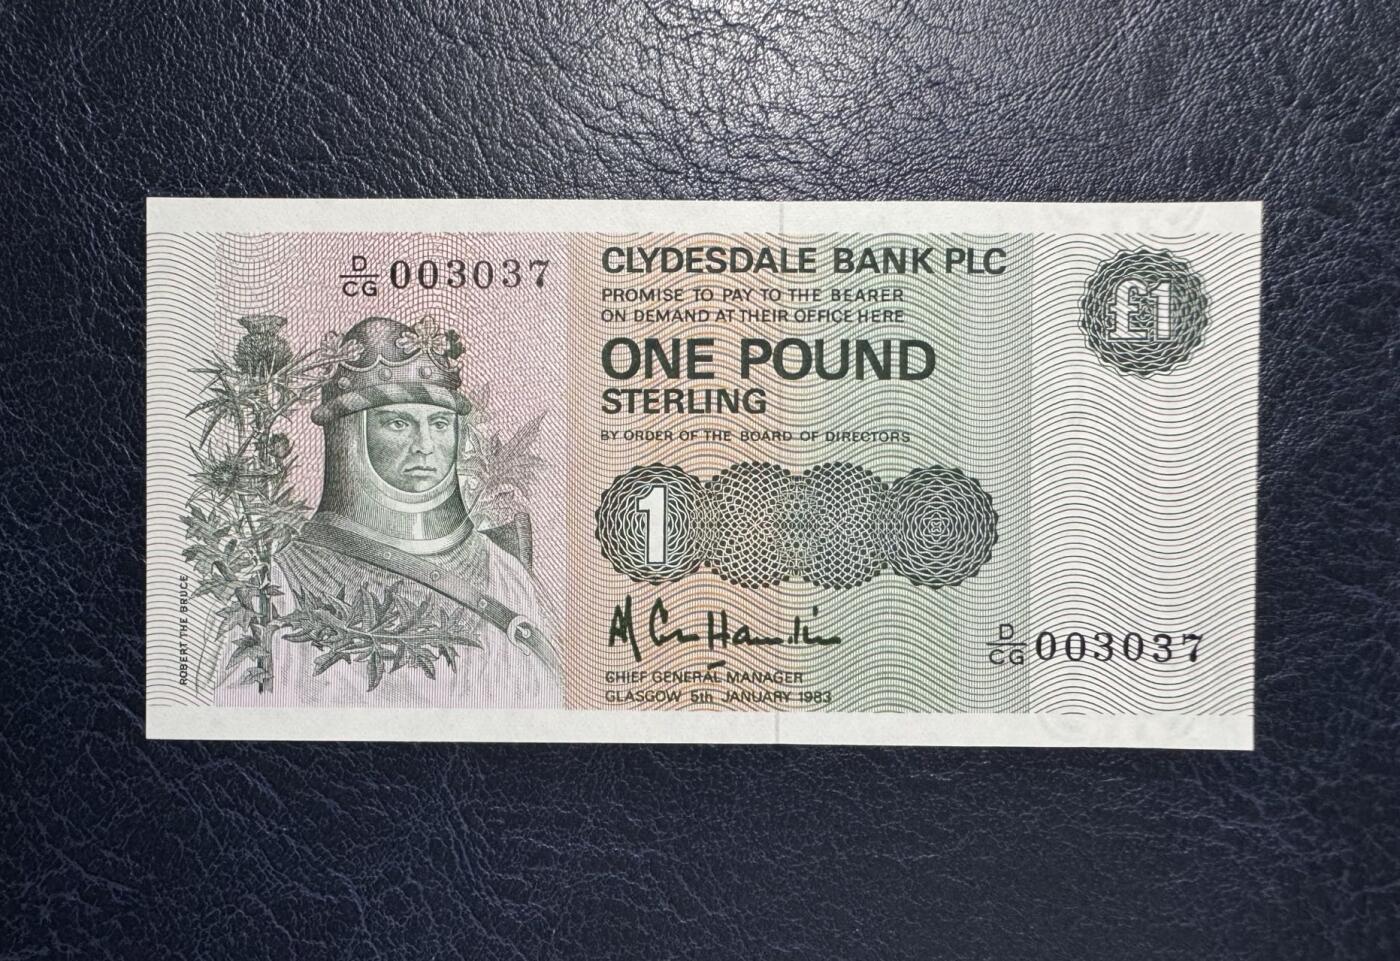 D/CG 003037
CLYDESDALE BANK PLC
PROMISE TO PAY TO THE BEARER
ON DEMAND AT THEIR OFFICE HERE
ONE POUND
STERLING
BY ORDER OF THE BOARD OF DIRECTORS
£1
1
ROBERT THE BRUCE
D/CG 003037
CHIEF GENERAL MANAGER
GLASGOW 5th JANUARY 1983